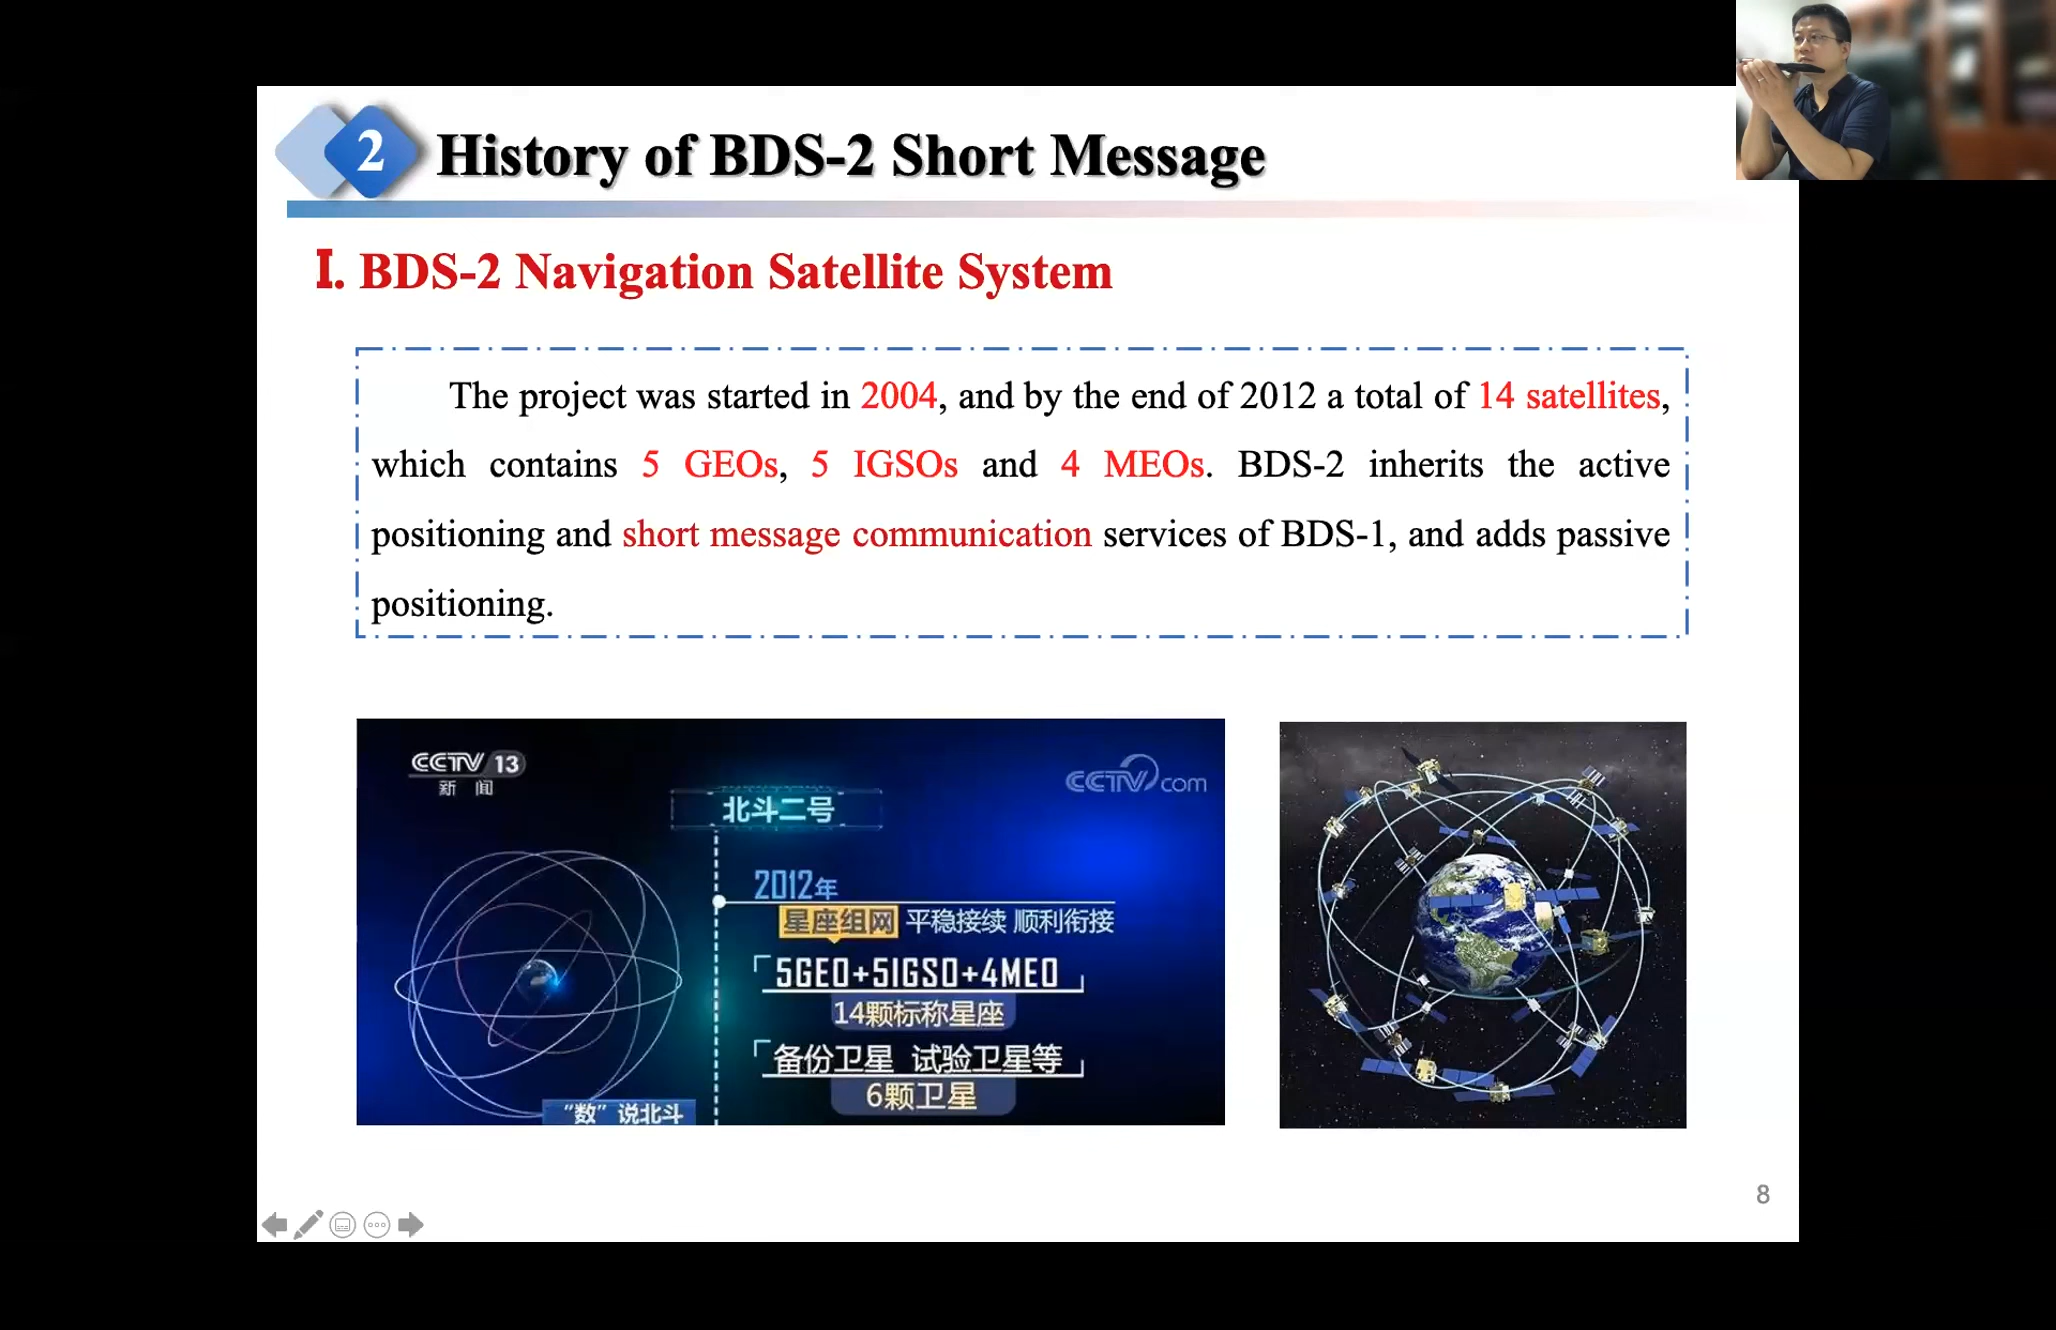 2
History of BDS-2 Short Message
I. BDS-2 Navigation Satellite System
The project was started in 2004, and by the end of 2012 a total of 14 satellites,
which contains 5 GEOs, 5 IGSOs and 4 MEOs. BDS-2 inherits the active
positioning and short message communication services of BDS-1, and adds passive
positioning.
CCTV 13
新 闻
CCTV.com
北斗二号
2012年
星座组网 平稳接续 顺利衔接
「5GEO+5IGSO+4MEO」
14颗标称星座
「备份卫星 试验卫星等」
6颗卫星
“数”说北斗
8